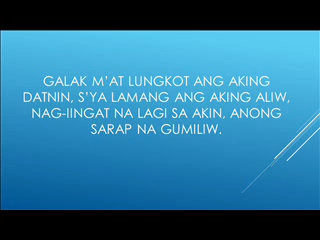 GALAK M'AT LUNGKOT ANG AKING
DATNIN, S'YA LAMANG ANG AKING ALIW,
NAG-IINGAT NA LAGI SA AKIN, ANONG
SARAP NA GUMILIW.